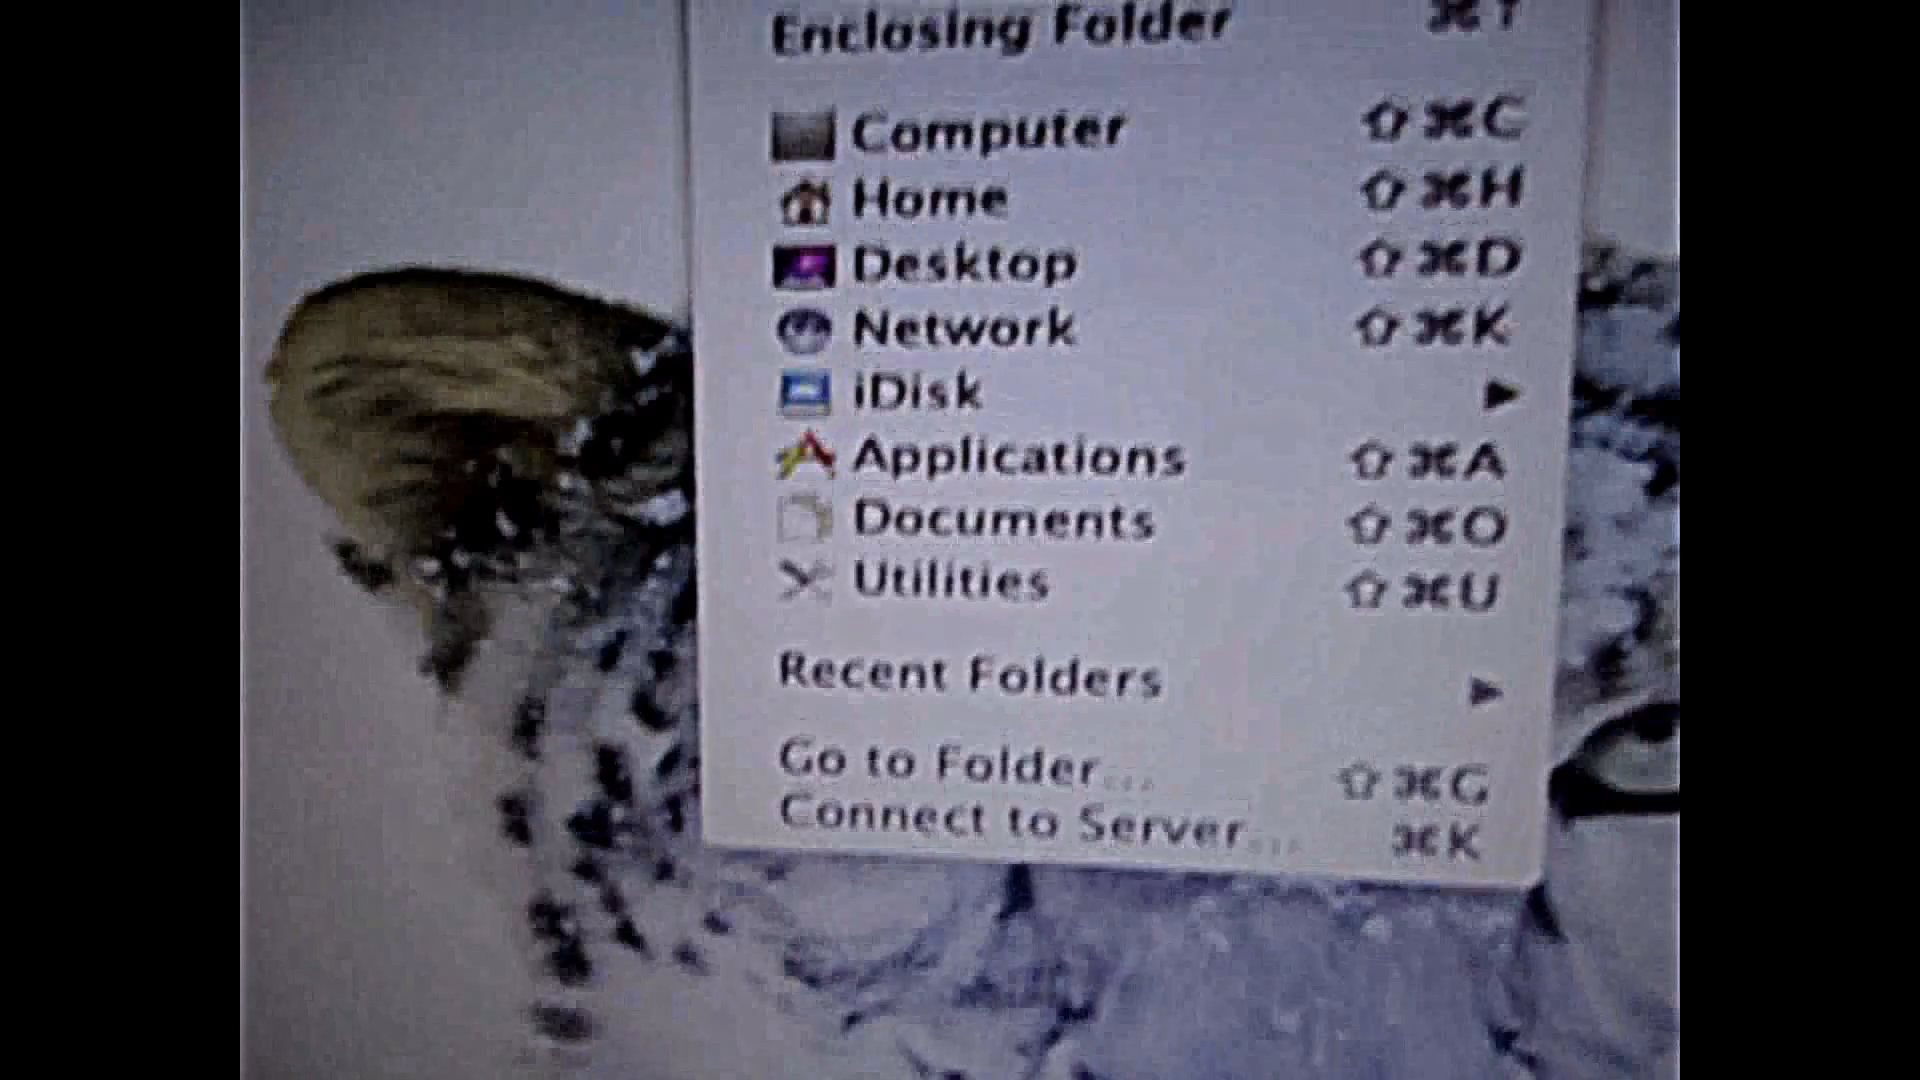 Enclosing Folder ⌘↑
Computer ⇧⌘C
Home ⇧⌘H
Desktop ⇧⌘D
Network ⇧⌘K
iDisk ▶
Applications ⇧⌘A
Documents ⇧⌘O
Utilities ⇧⌘U
Recent Folders ▶
Go to Folder... ⇧⌘G
Connect to Server... ⌘K